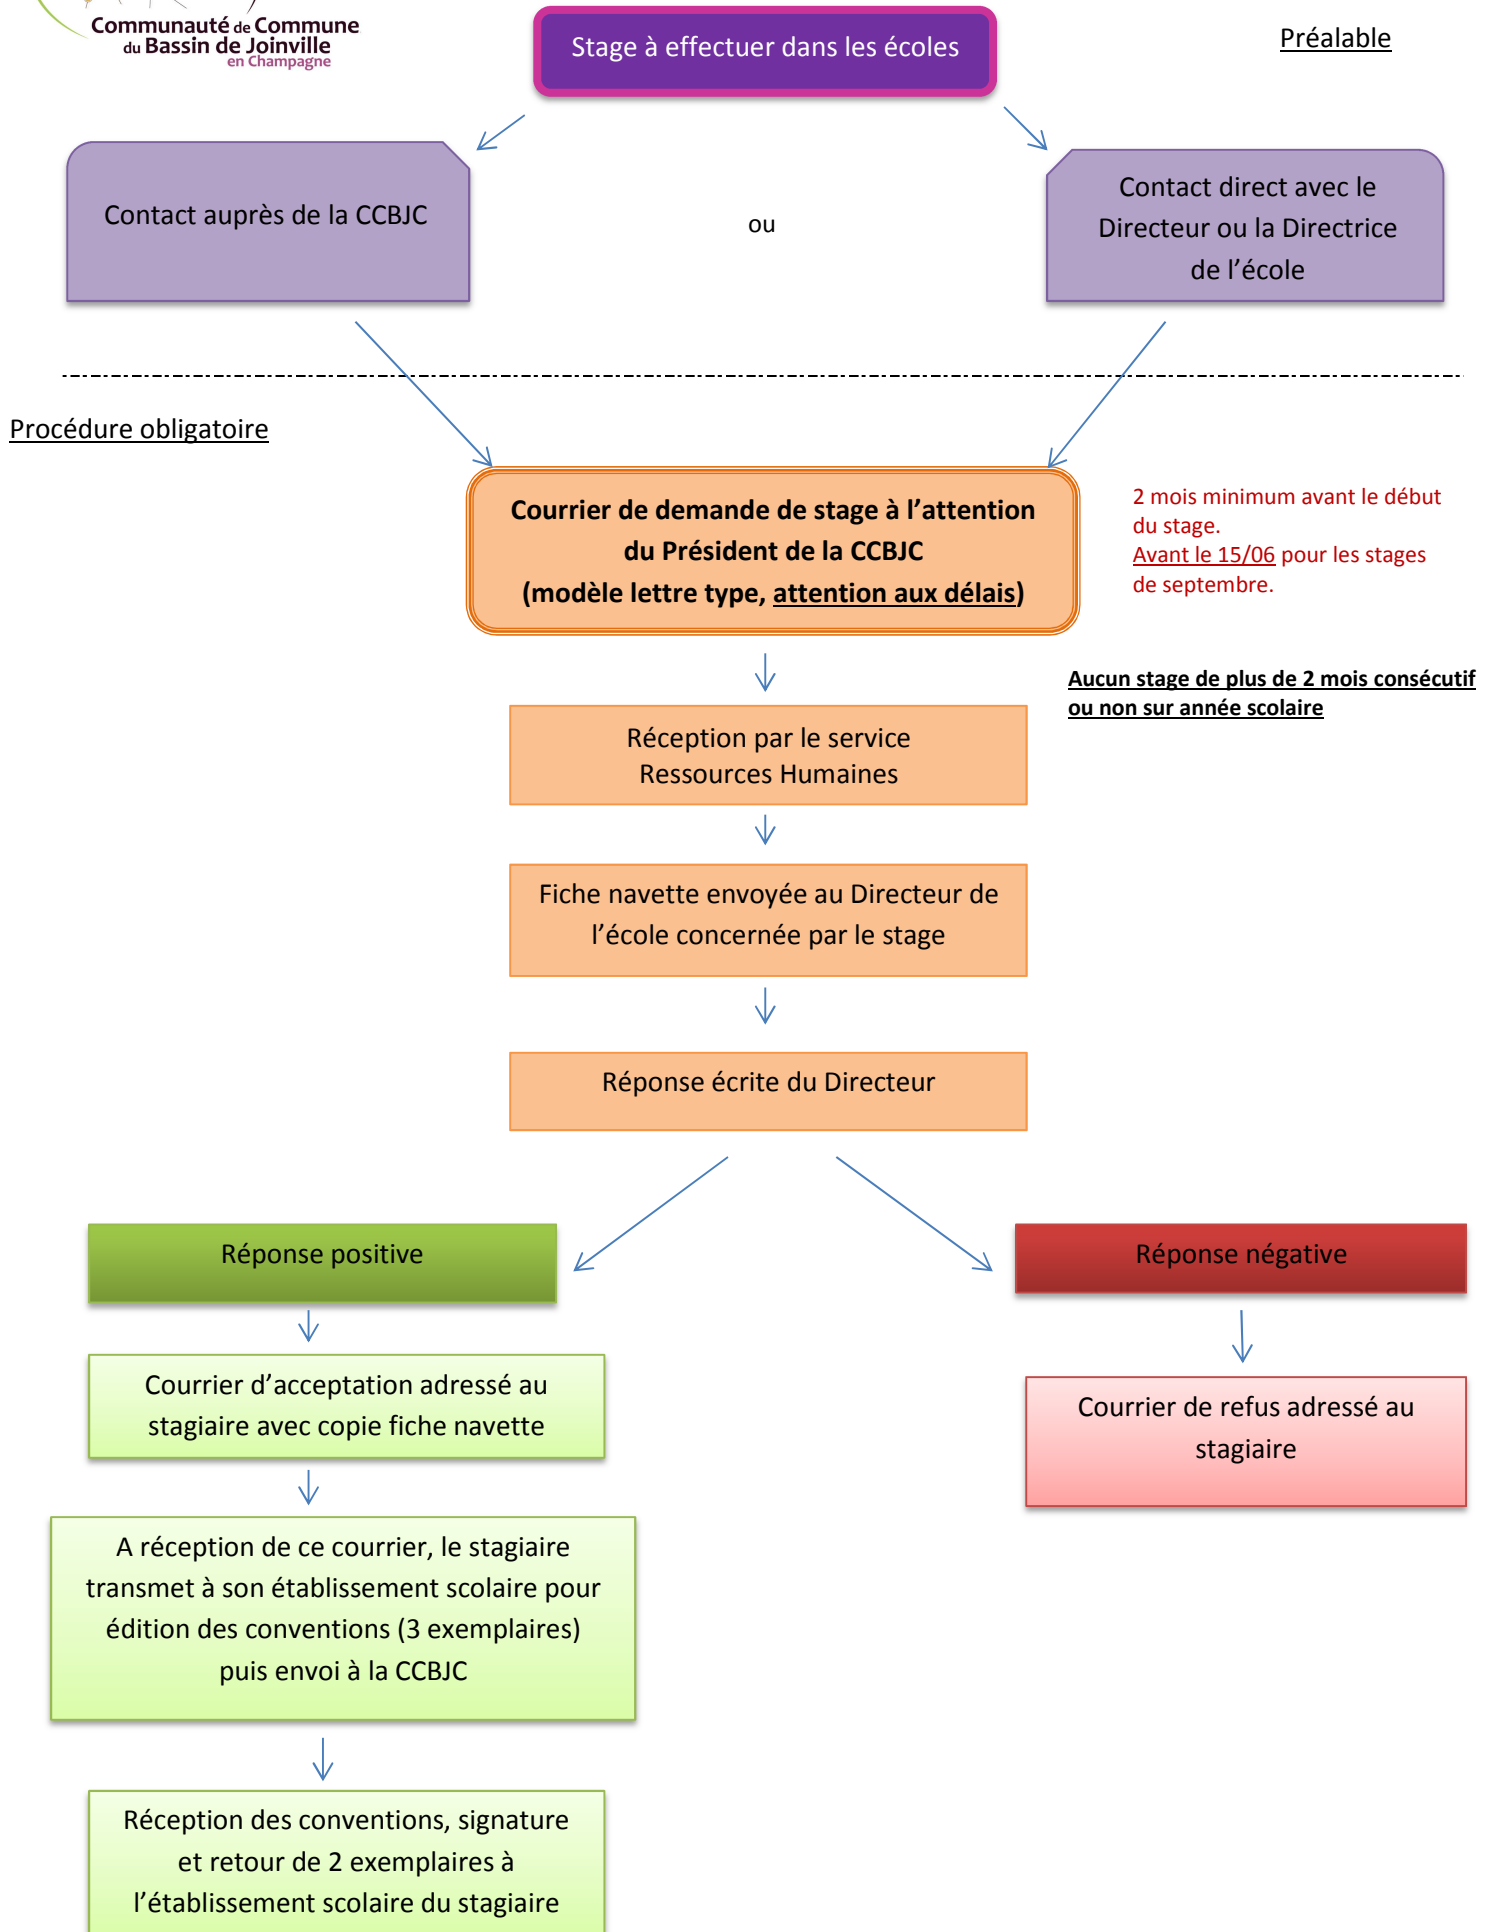 Communauté de Commune
du Bassin de Joinville
en Champagne
Stage à effectuer dans les écoles
Préalable
Contact auprès de la CCBJC
ou
Contact direct avec le
Directeur ou la Directrice
de l’école
Procédure obligatoire
Courrier de demande de stage à l’attention
du Président de la CCBJC
(modèle lettre type, attention aux délais)
2 mois minimum avant le début
du stage.
Avant le 15/06 pour les stages
de septembre.
Aucun stage de plus de 2 mois consécutif
ou non sur année scolaire
Réception par le service
Ressources Humaines
Fiche navette envoyée au Directeur de
l’école concernée par le stage
Réponse écrite du Directeur
Réponse positive
Réponse négative
Courrier d’acceptation adressé au
stagiaire avec copie fiche navette
Courrier de refus adressé au
stagiaire
A réception de ce courrier, le stagiaire
transmet à son établissement scolaire pour
édition des conventions (3 exemplaires)
puis envoi à la CCBJC
Réception des conventions, signature
et retour de 2 exemplaires à
l’établissement scolaire du stagiaire